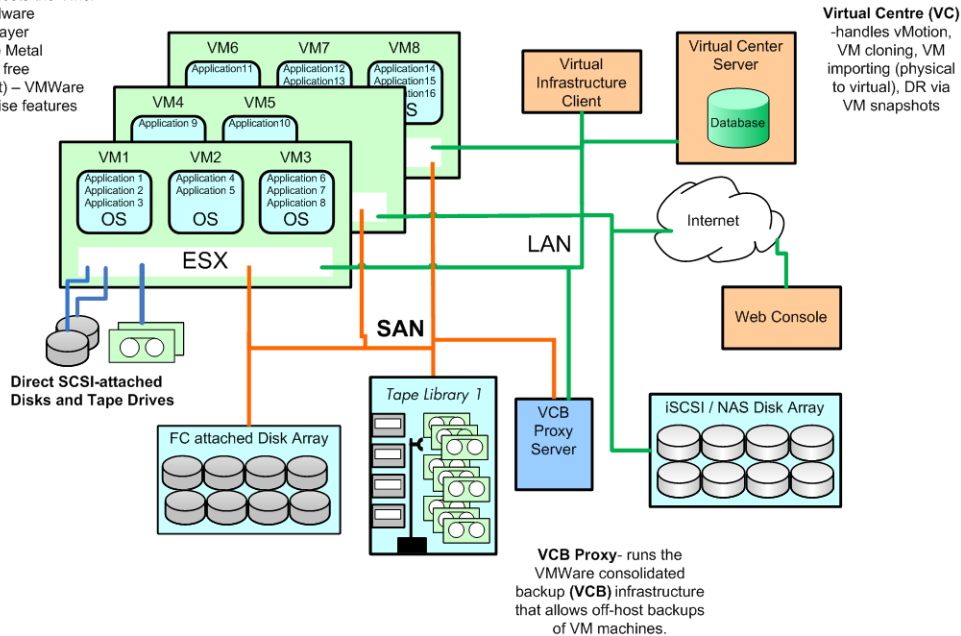 dware
ayer
e Metal
free
t) – VMWare
ise features
Virtual Centre (VC)
-handles vMotion,
VM cloning, VM
importing (physical
to virtual), DR via
VM snapshots
VM6
Application11
VM7
Application12
Application13
VM8
Application14
Application15
16
S
VM4
Application 9
VM5
Application10
VM1
Application 1
Application 2
Application 3
OS
VM2
Application 4
Application 5
OS
VM3
Application 6
Application 7
Application 8
OS
ESX
Virtual
Infrastructure
Client
Virtual Center
Server
Database
Internet
LAN
Web Console
SAN
Direct SCSI-attached
Disks and Tape Drives
FC attached Disk Array
Tape Library 1
VCB
Proxy
Server
iSCSI / NAS Disk Array
VCB Proxy- runs the
VMWare consolidated
backup (VCB) infrastructure
that allows off-host backups
of VM machines.